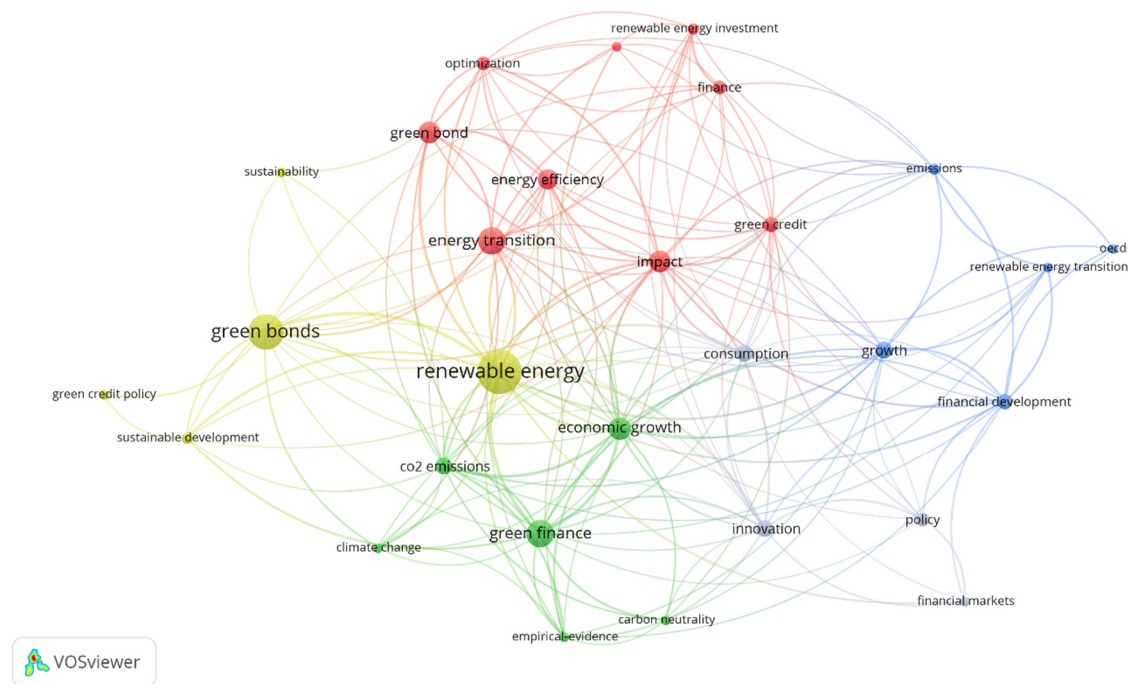 renewable energy investment
optimization
finance
green bond
sustainability
energy efficiency
emissions
green credit
energy transition
oecd
impact
renewable energy transition
green bonds
consumption
growth
renewable energy
green credit policy
financial development
economic growth
sustainable development
co2 emissions
policy
innovation
green finance
climate change
financial markets
carbon neutrality
empirical-evidence
VOSviewer